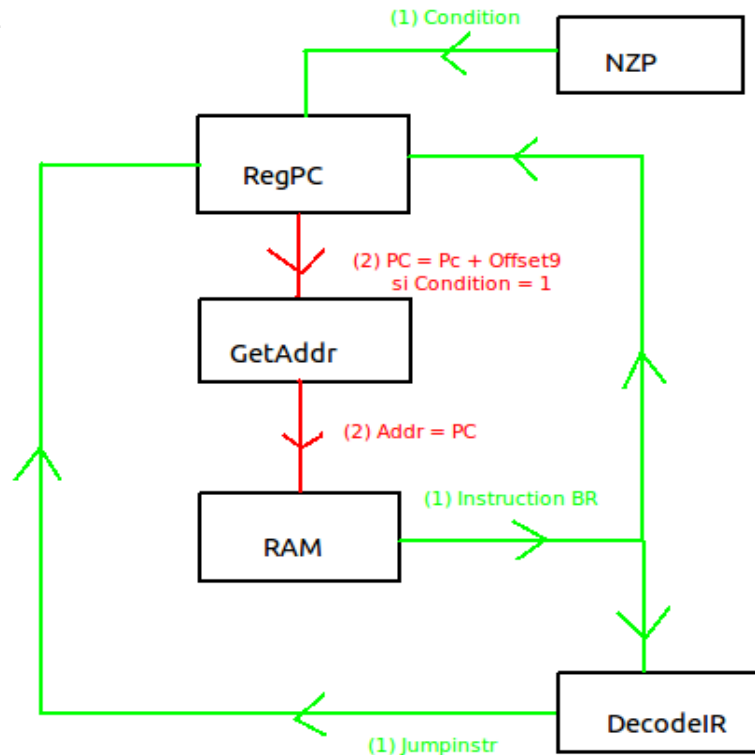 (1) Condition
NZP
RegPC
(2) PC = Pc + Offset9
si Condition = 1
GetAddr
(2) Addr = PC
(1) Instruction BR
RAM
DecodeIR
(1) Jumpinstr